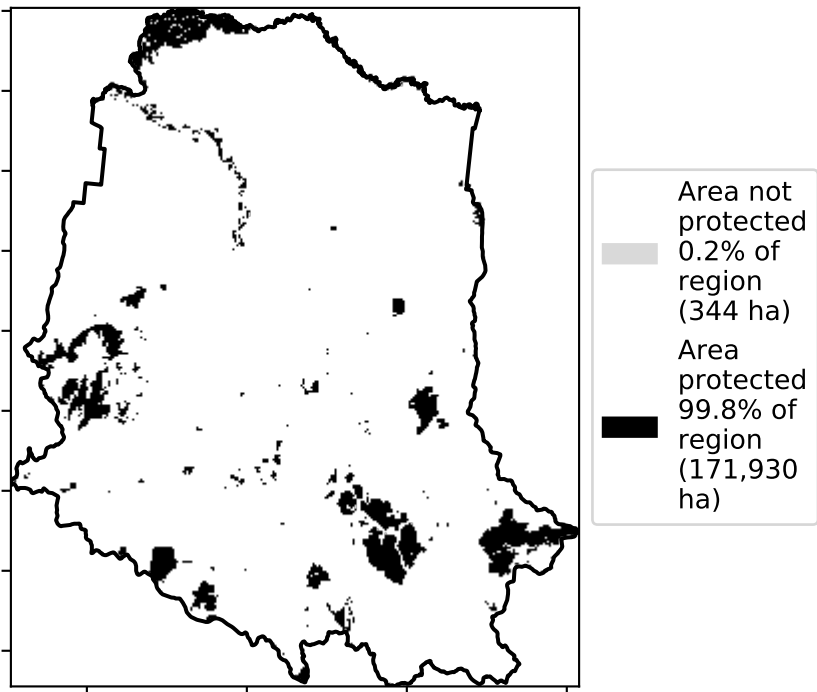 Area not
protected
0.2% of
region
(344 ha)
Area
protected
99.8% of
region
(171,930
ha)